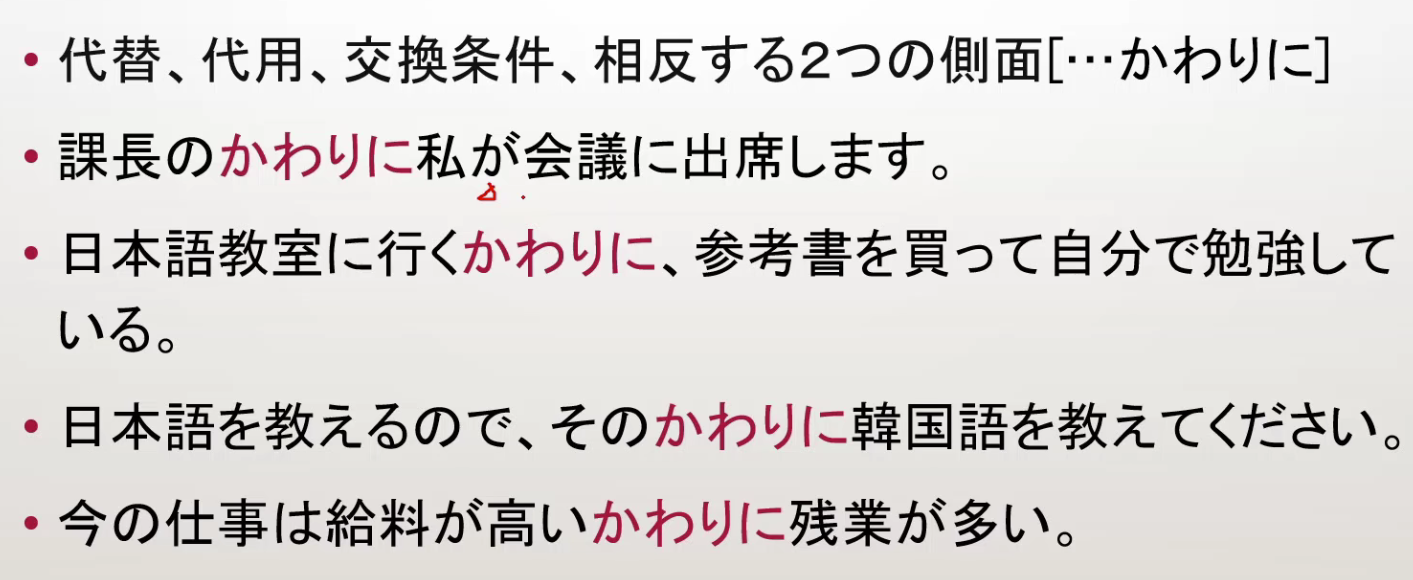 • 代替、代用、交換条件、相反する２つの側面[…かわりに]
• 課長のかわりに私が会議に出席します。
• 日本語教室に行くかわりに、参考書を買って自分で勉強して
いる。
• 日本語を教えるので、そのかわりに韓国語を教えてください。
• 今の仕事は給料が高いかわりに残業が多い。